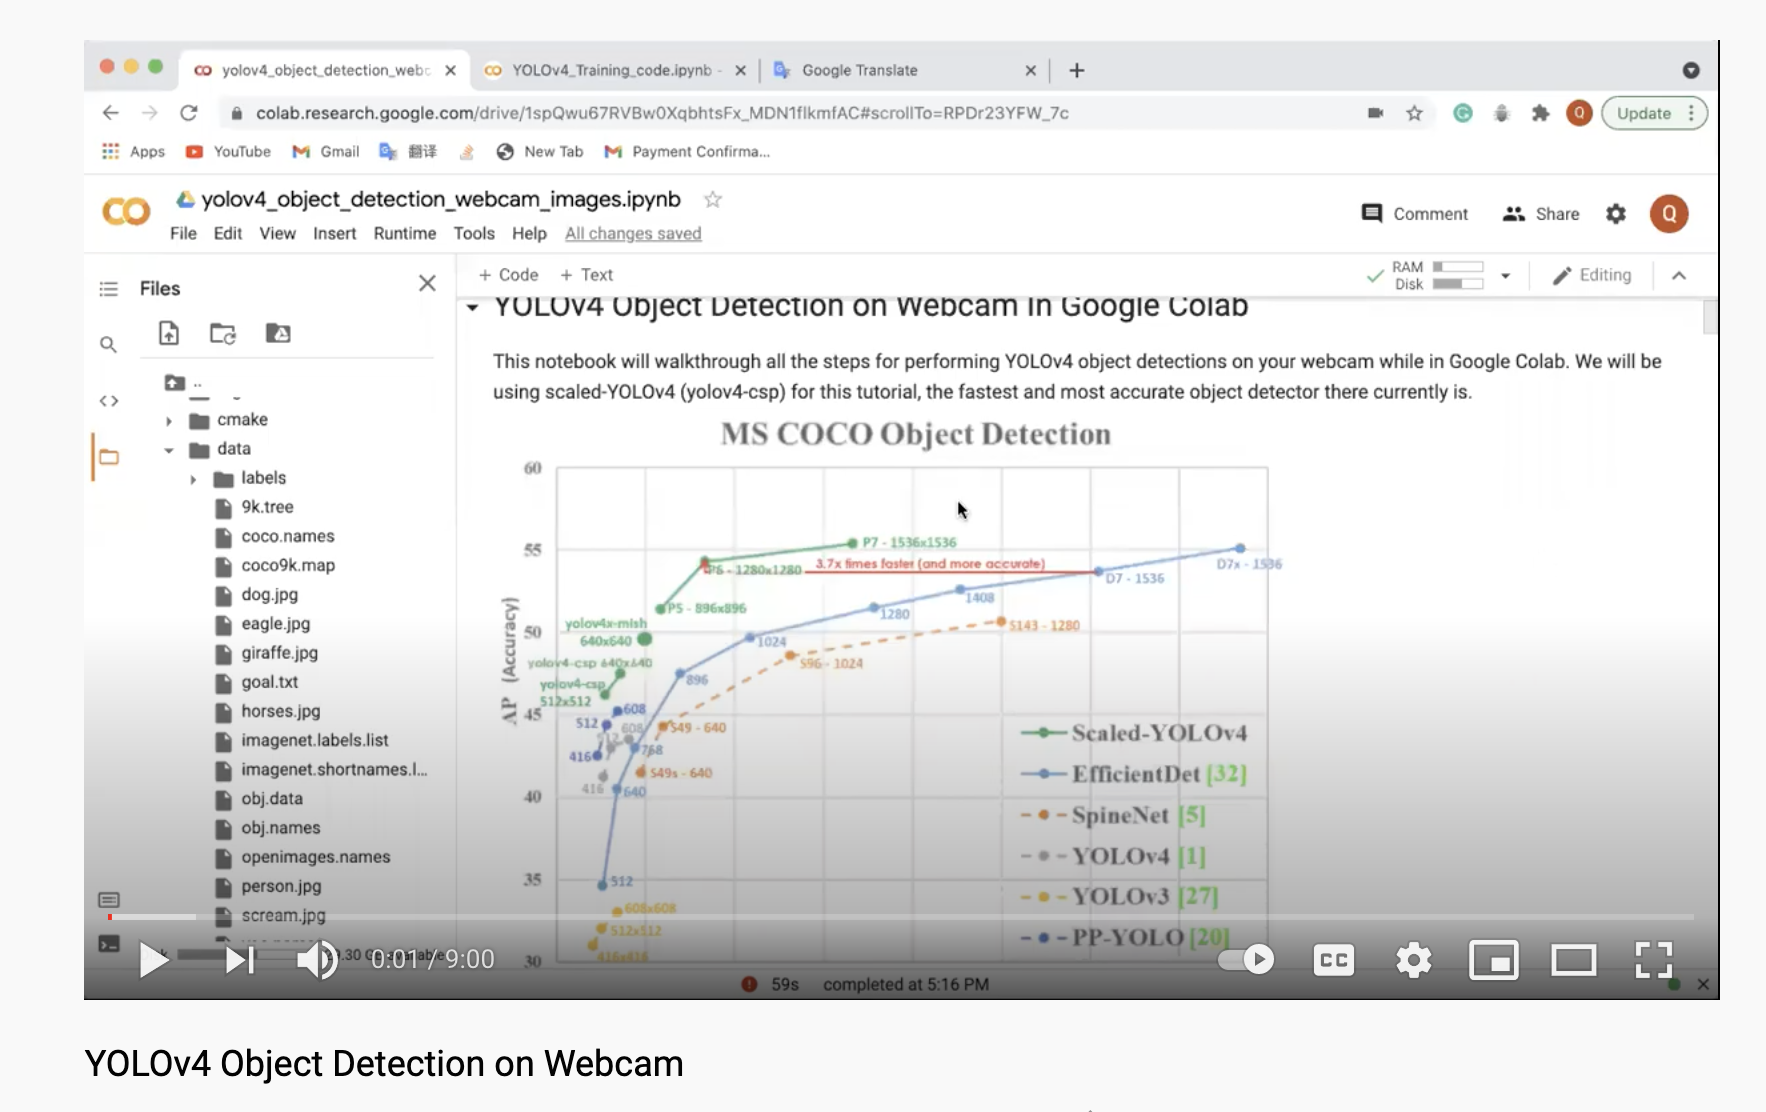 yolov4_object_detection_webc
YOLOv4_Training_code.ipynb -
Google Translate
colab.research.google.com/drive/1spQwu67RVBw0XqbhtsFx_MDN1flkmfAC#scrollTo=RPDr23YFW_7c
Q
Update
Apps
YouTube
Gmail
翻译
New Tab
Payment Confirma...
yolov4_object_detection_webcam_images.ipynb
Comment
Share
Q
File Edit View Insert Runtime Tools Help All changes saved
Files
+ Code + Text
RAM
Disk
Editing
..
cmake
data
labels
9k.tree
coco.names
coco9k.map
dog.jpg
eagle.jpg
giraffe.jpg
goal.txt
horses.jpg
imagenet.labels.list
imagenet.shortnames.l...
obj.data
obj.names
openimages.names
person.jpg
scream.jpg
YOLOv4 Object Detection on Webcam In Google Colab
This notebook will walkthrough all the steps for performing YOLOv4 object detections on your webcam while in Google Colab. We will be
using scaled-YOLOv4 (yolov4-csp) for this tutorial, the fastest and most accurate object detector there currently is.
MS COCO Object Detection
AP (Accuracy)
60
55
50
45
40
35
30
P7 - 1536x1536
P6 - 1280x1280
3.7x times faster (and more accurate)
D7x - 1536
D7 - 1536
P5 - 896x896
1408
1280
yolov4x-mish
640x640
1024
S143 - 1280
yolov4-csp 640x640
S96 - 1024
896
yolov4-csp
512x512
608
512
608
S49 - 640
512
416
768
S49s - 640
416
640
512
608x608
512x512
416x416
Scaled-YOLOv4
EfficientDet [32]
SpineNet [5]
YOLOv4 [1]
YOLOv3 [27]
PP-YOLO [20]
0:01 / 9:00
CC
59s completed at 5:16 PM
YOLOv4 Object Detection on Webcam